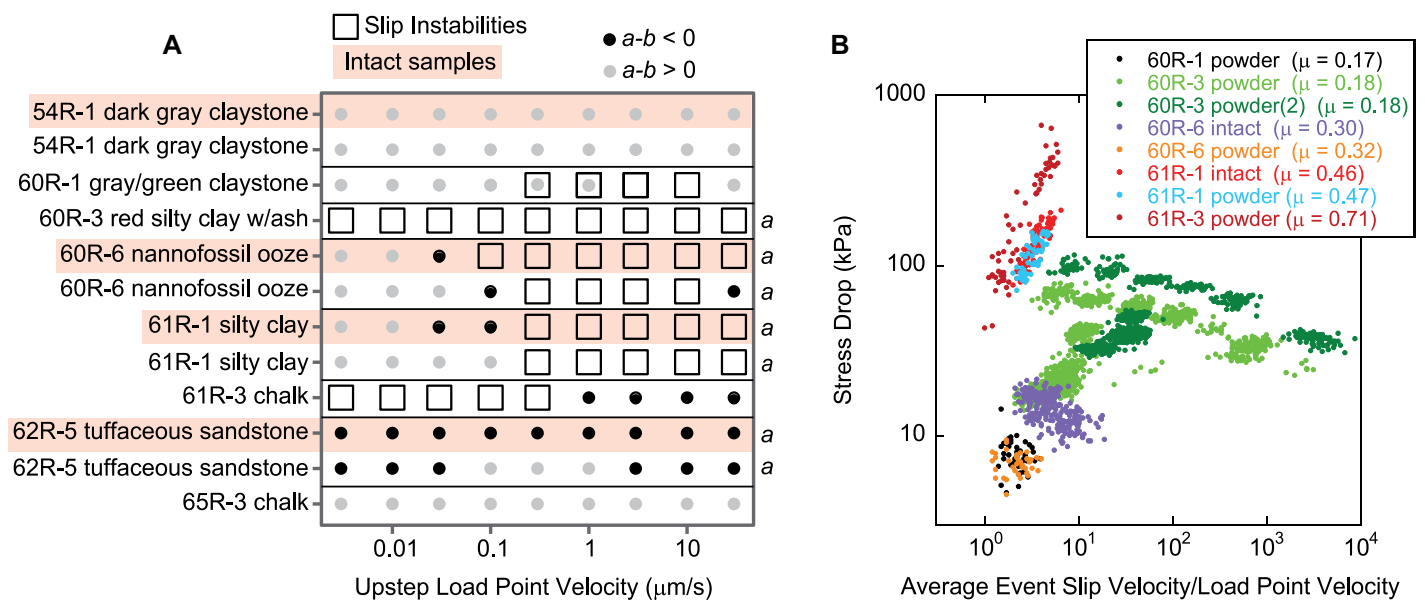 A
Slip Instabilities
Intact samples
a-b < 0
a-b > 0
54R-1 dark gray claystone
54R-1 dark gray claystone
60R-1 gray/green claystone
60R-3 red silty clay w/ash a
60R-6 nannofossil ooze a
60R-6 nannofossil ooze a
61R-1 silty clay a
61R-1 silty clay a
61R-3 chalk
62R-5 tuffaceous sandstone a
62R-5 tuffaceous sandstone a
65R-3 chalk
0.01 0.1 1 10
Upstep Load Point Velocity (μm/s)
B
60R-1 powder (μ = 0.17)
60R-3 powder (μ = 0.18)
60R-3 powder(2) (μ = 0.18)
60R-6 intact (μ = 0.30)
60R-6 powder (μ = 0.32)
61R-1 intact (μ = 0.46)
61R-1 powder (μ = 0.47)
61R-3 powder (μ = 0.71)
1000
100
10
Stress Drop (kPa)
10⁰ 10¹ 10² 10³ 10⁴
Average Event Slip Velocity/Load Point Velocity